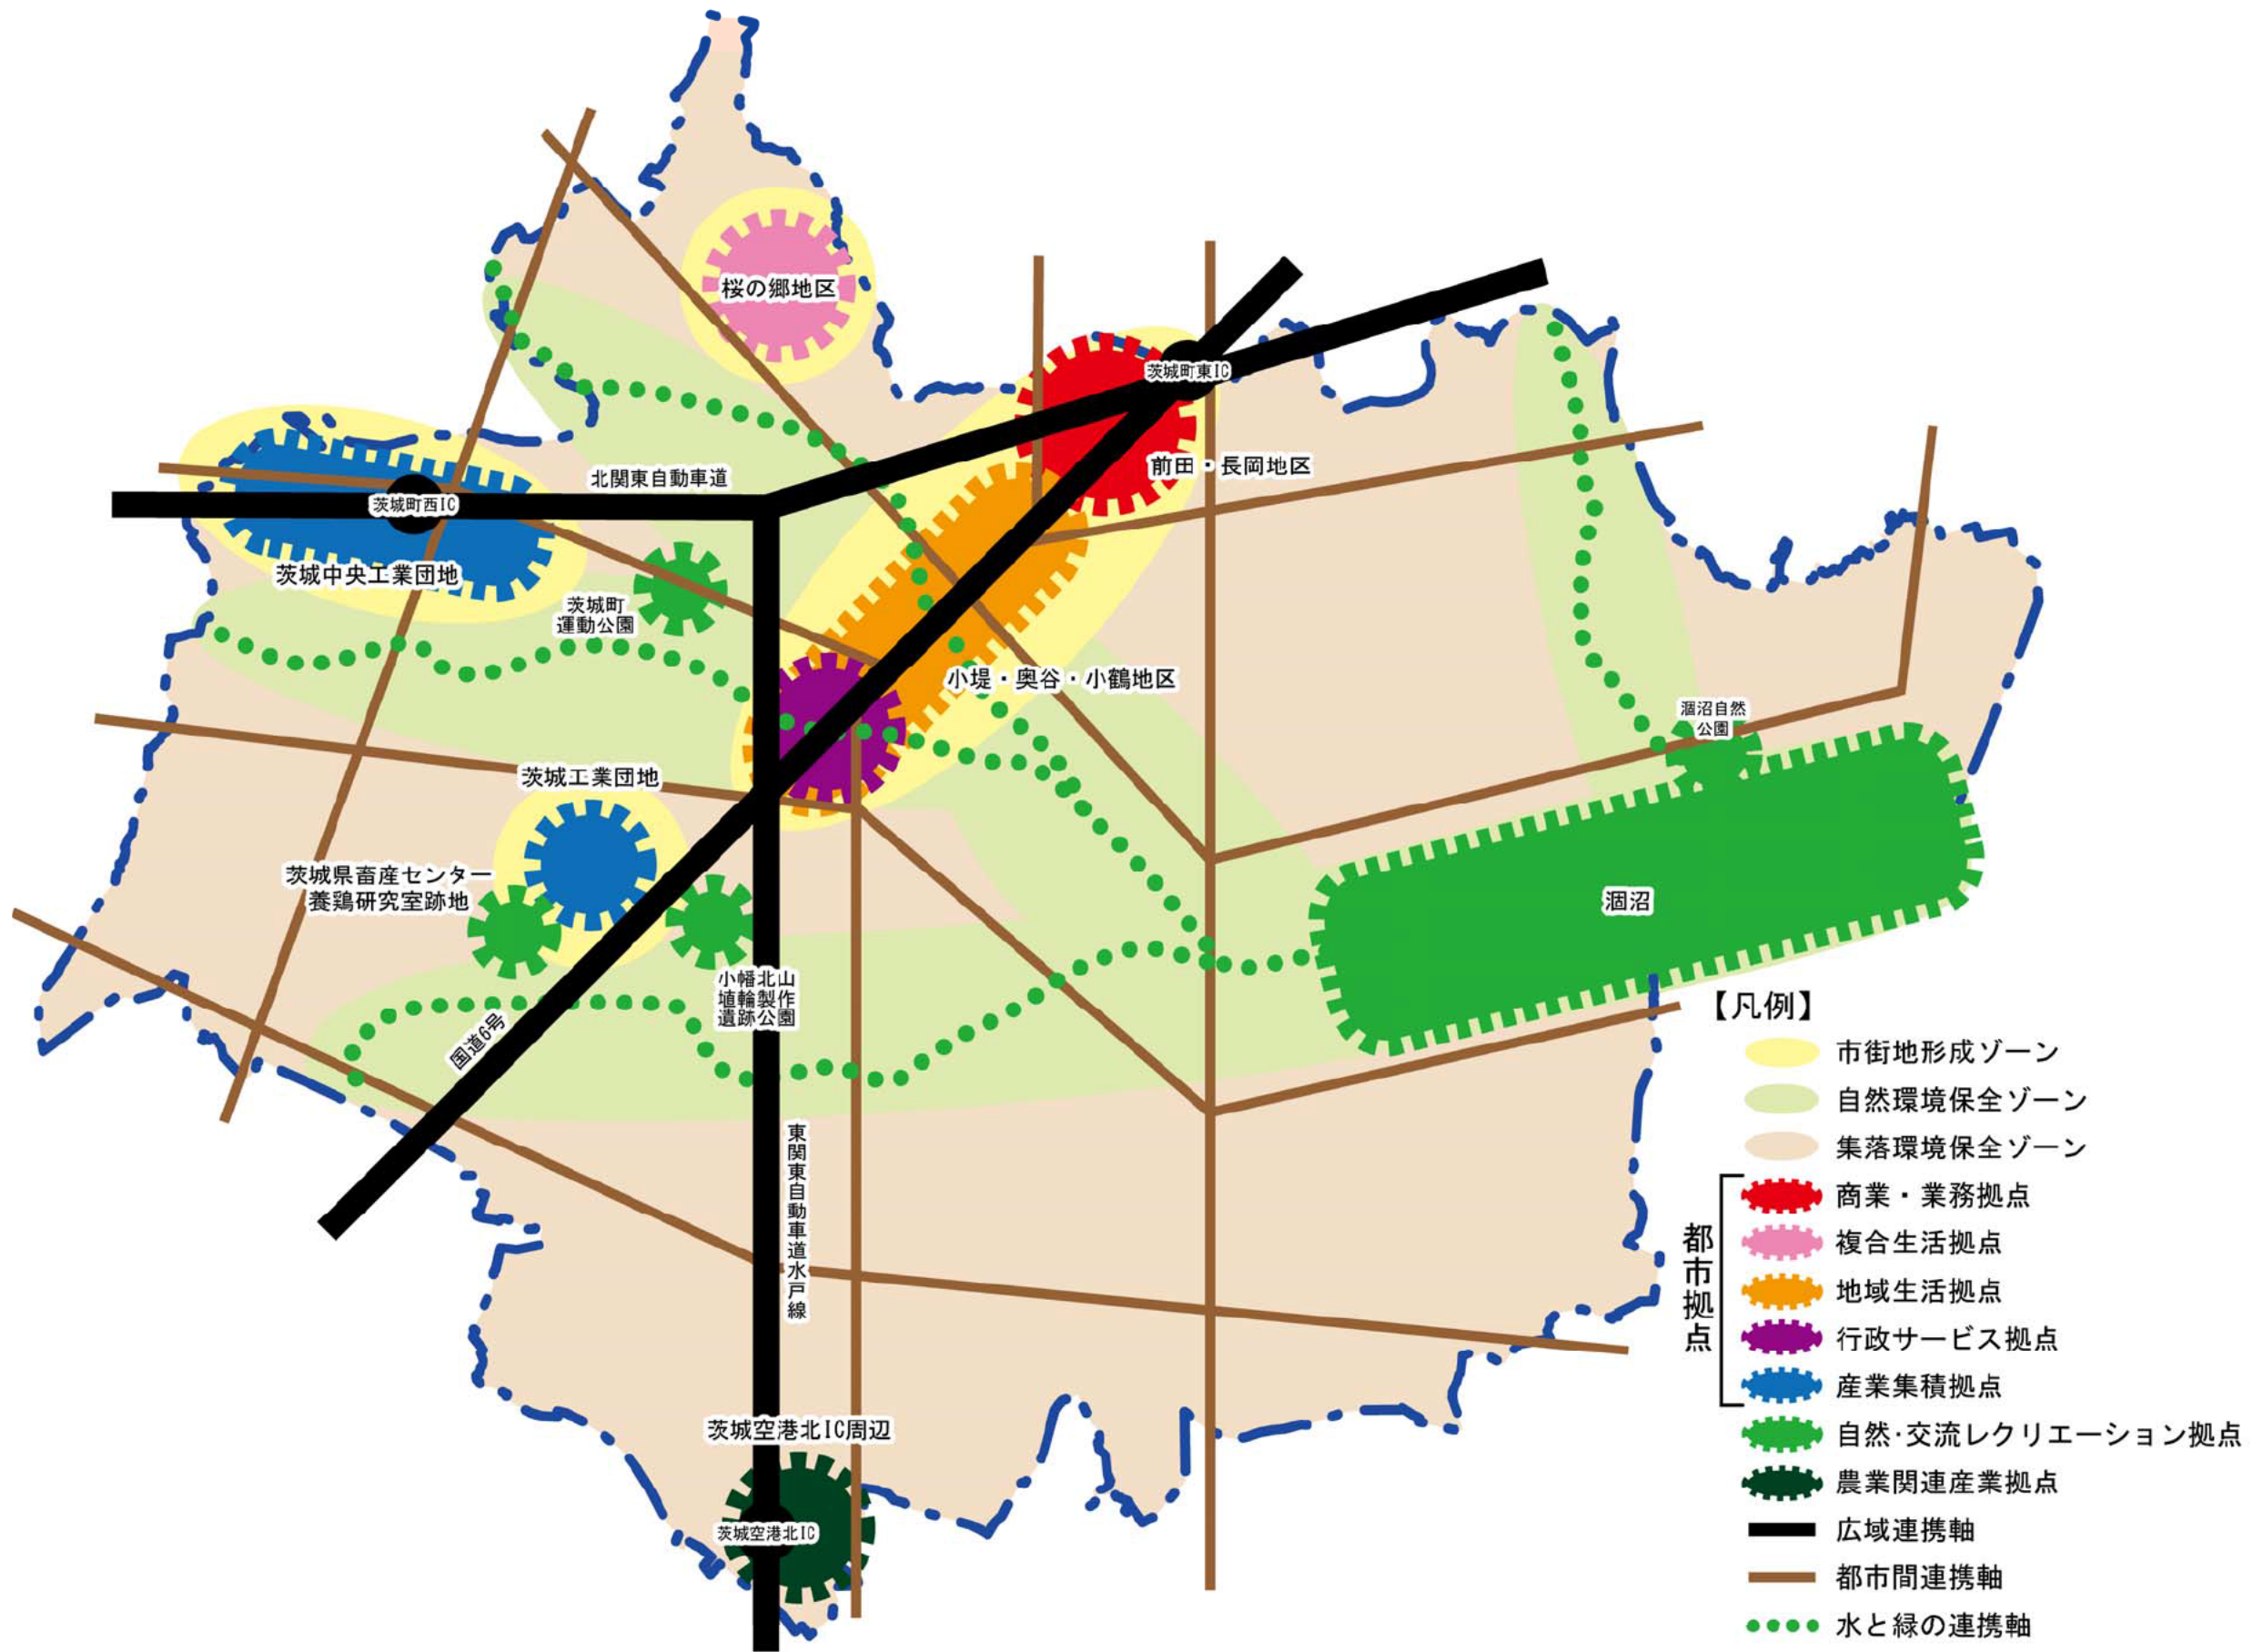 桜の郷地区
茨城町東IC
前田・長岡地区
北関東自動車道
茨城町西IC
茨城中央工業団地
茨城町
運動公園
小堤・奥谷・小鶴地区
涸沼自然
公園
茨城工業団地
茨城県畜産センター
養鶏研究室跡地
涸沼
小幡北山
埴輪製作
遺跡公園
国道6号
東関東自動車道水戸線
茨城空港北IC周辺
茨城空港北IC
【凡例】
市街地形成ゾーン
自然環境保全ゾーン
集落環境保全ゾーン
都市拠点
商業・業務拠点
複合生活拠点
地域生活拠点
行政サービス拠点
産業集積拠点
自然・交流レクリエーション拠点
農業関連産業拠点
広域連携軸
都市間連携軸
水と緑の連携軸